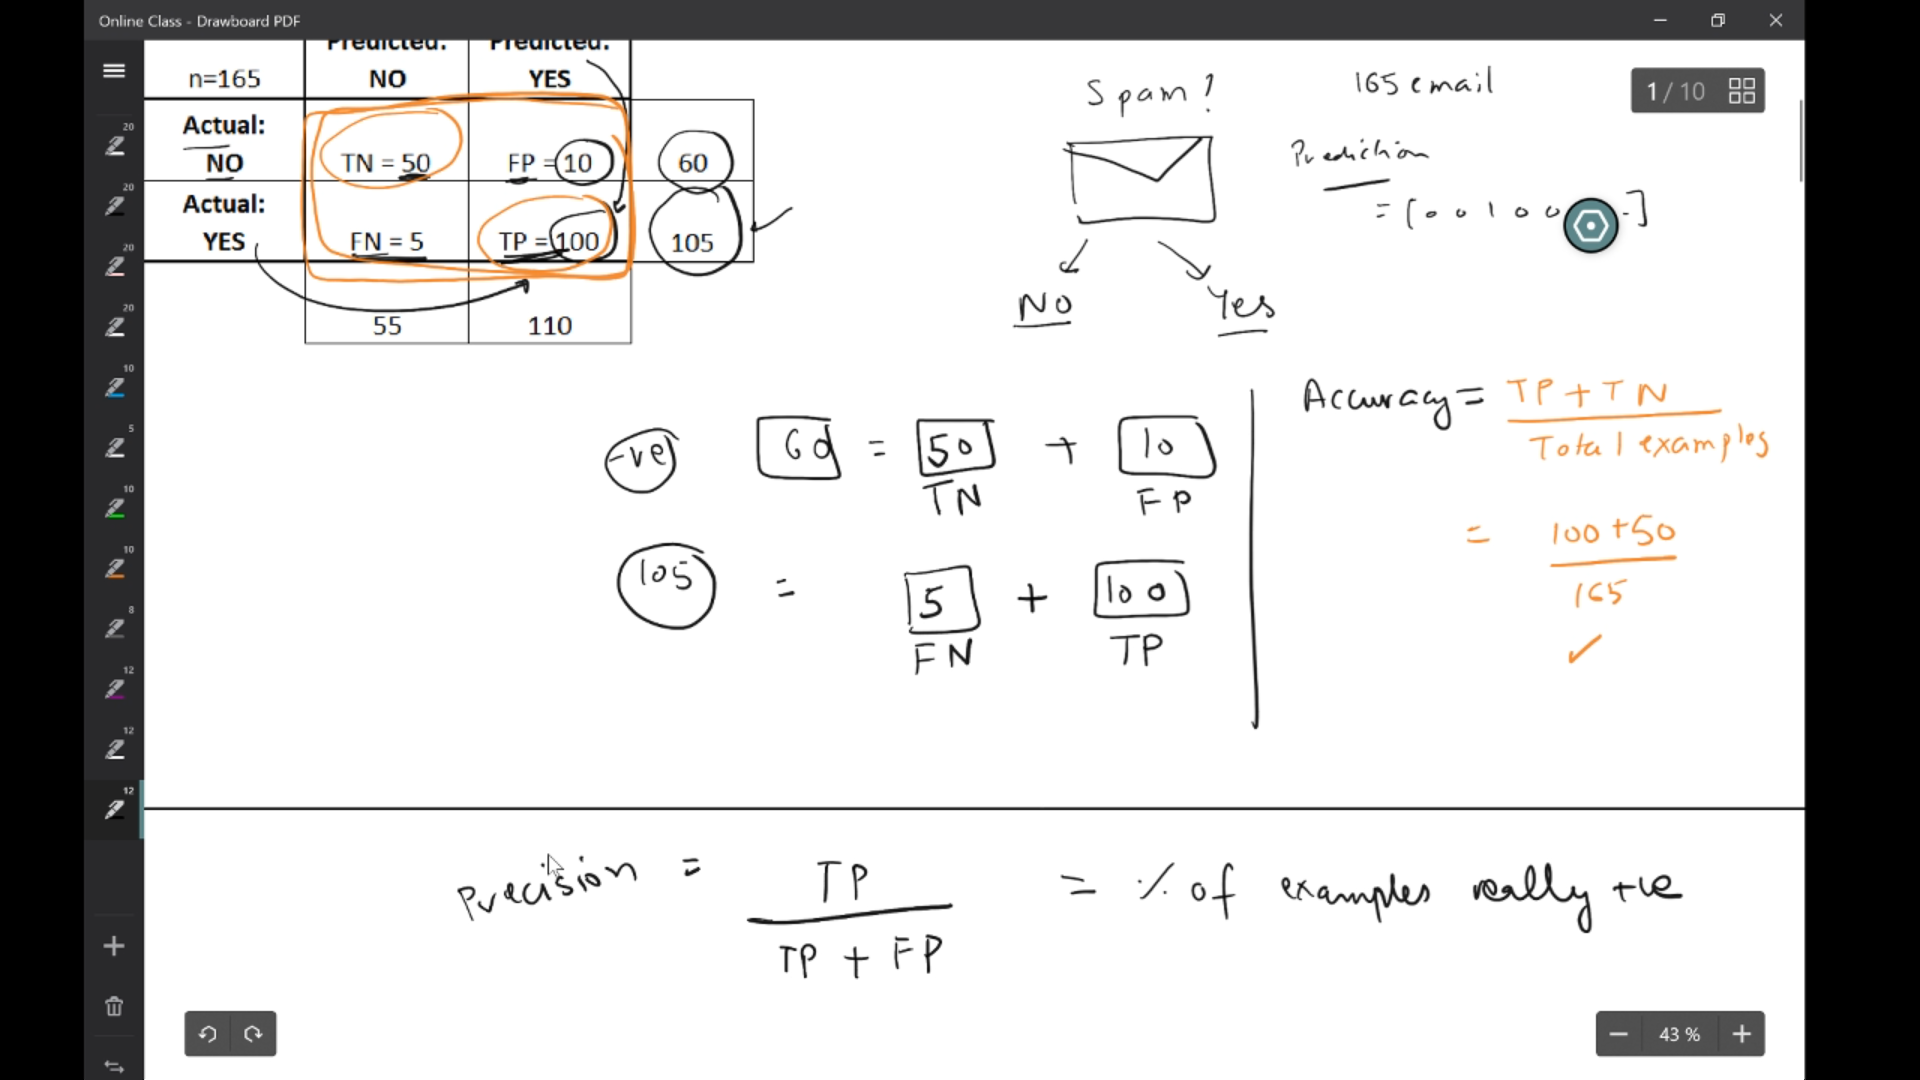 Online Class - Drawboard PDF
Predicted: Predicted:
n=165 NO YES
Actual:
NO TN = 50 FP = 10 60
Actual:
YES FN = 5 TP = 100 105
55 110
Spam?
No Yes
165 email
Prediction
= [0 0 1 0 0 .]
1 / 10
-ve 60 = 50 + 10
TN FP
105 = 5 + 100
FN TP
Accuracy = TP + TN
Total examples
= 100 + 50
165
Precision = TP = % of examples really +ve
TP + FP
20
20
20
20
10
5
10
10
8
12
12
12
43 %